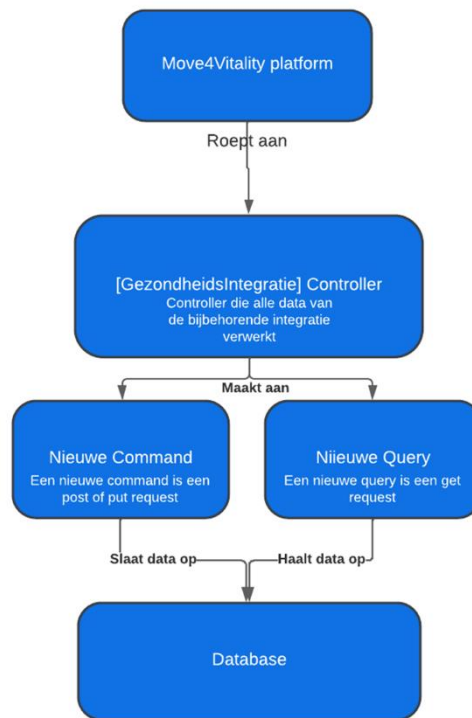 Move4Vitality platform
Roept aan
[GezondheidsIntegratie] Controller
Controller die alle data van
de bijbehorende integratie
verwerkt
Maakt aan
Nieuwe Command
Een nieuwe command is een
post of put request
Niieuwe Query
Een nieuwe query is een get
request
Slaat data op
Haalt data op
Database